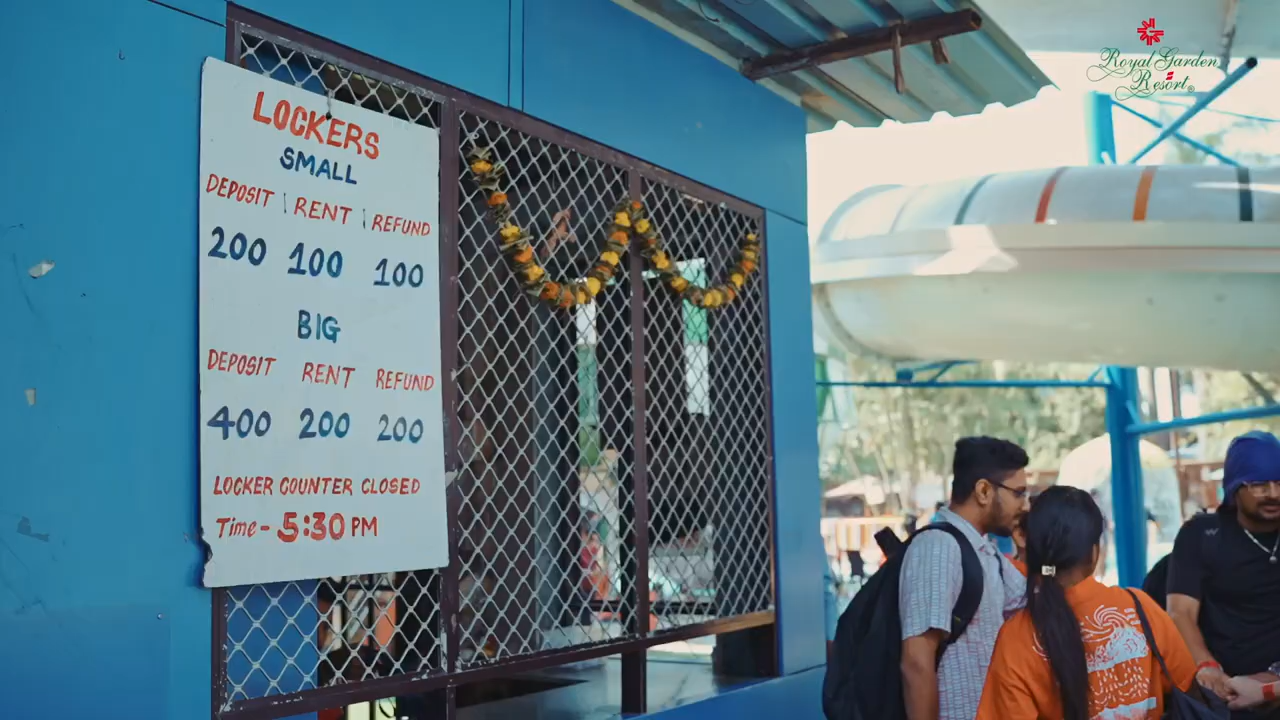 LOCKERS
SMALL
DEPOSIT | RENT | REFUND
200 100 100
BIG
DEPOSIT RENT REFUND
400 200 200
LOCKER COUNTER CLOSED
Time - 5:30 PM
Royal Garden
Resort